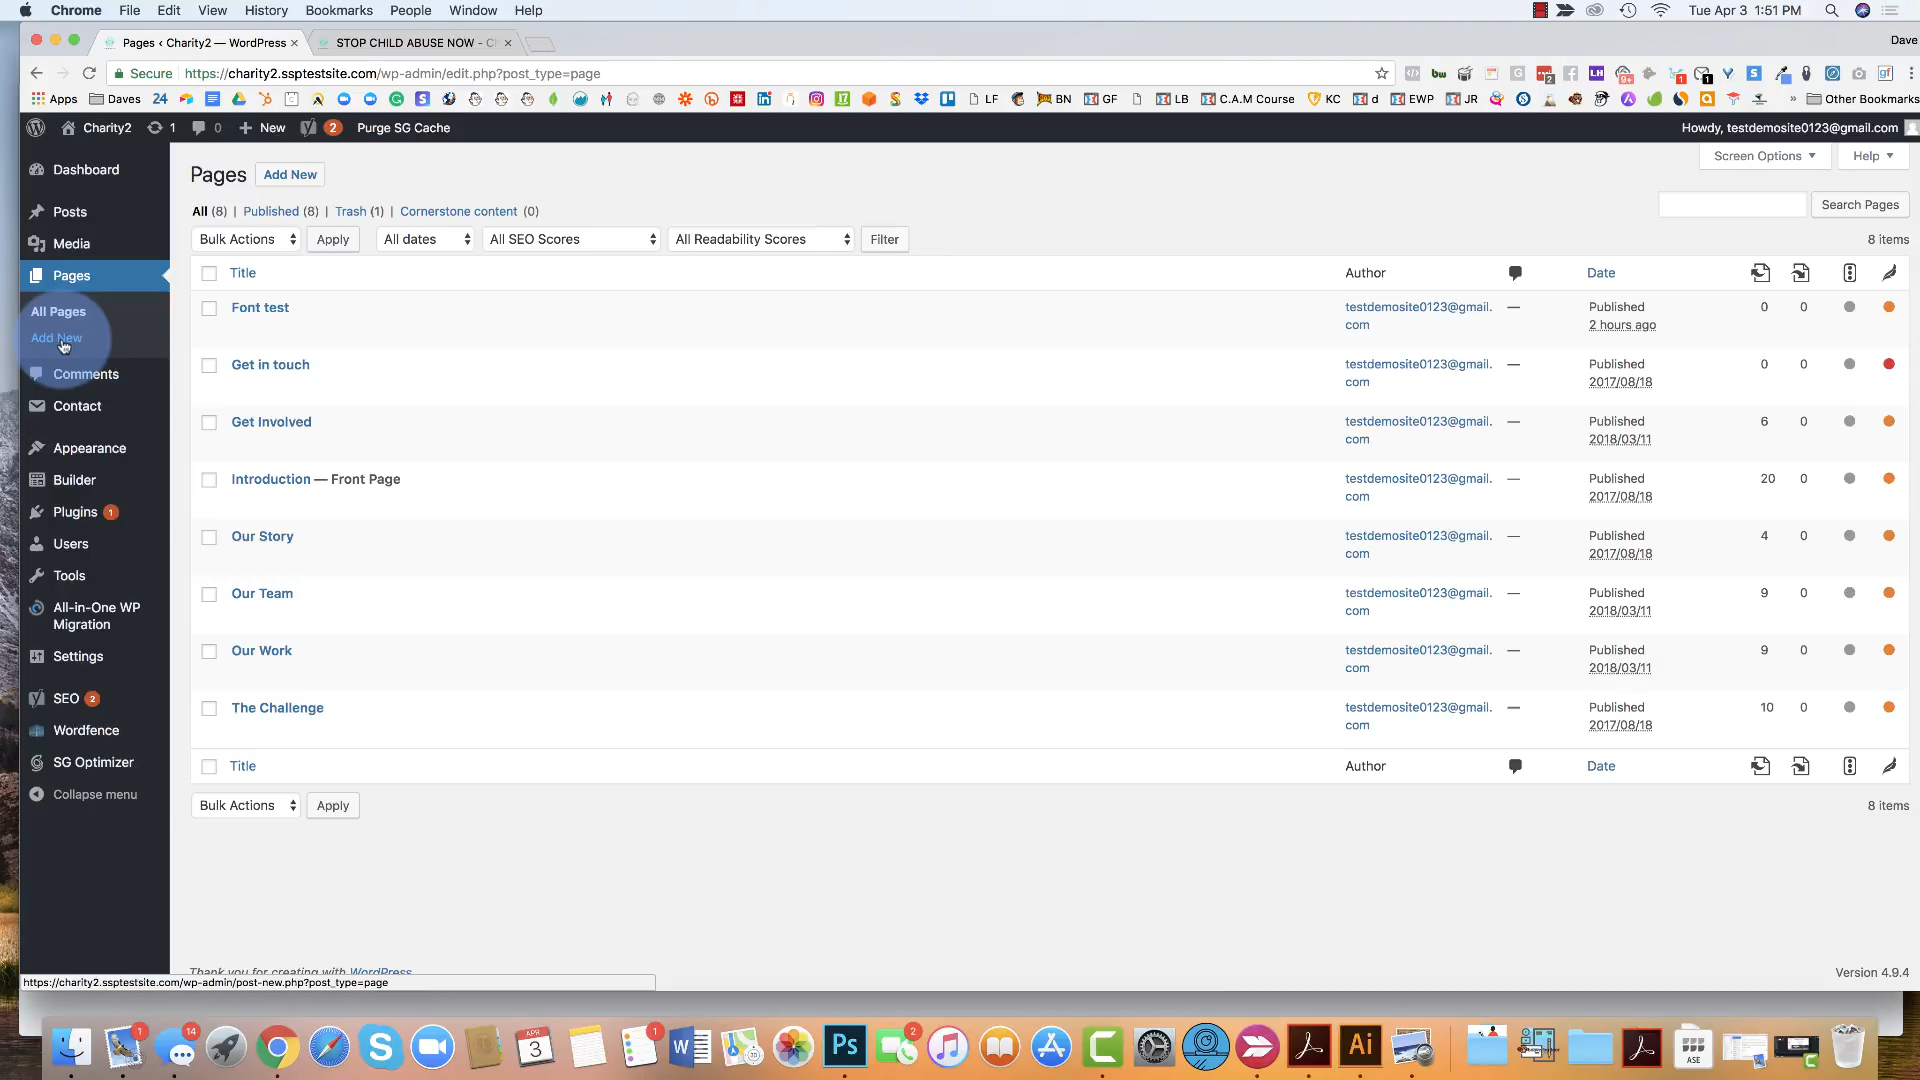 Chrome File Edit View History Bookmarks People Window Help Tue Apr 3 1:51 PM
Pages ‹ Charity2 — WordPress × STOP CHILD ABUSE NOW - Ch × Dave
Secure https://charity2.ssptestsite.com/wp-admin/edit.php?post_type=page
Apps Daves 24 LF BN GF LB C.A.M Course KC d EWP JR » Other Bookmarks
Charity2 1 0 New 2 Purge SG Cache Howdy, testdemosite0123@gmail.com
Screen Options Help
Dashboard
Posts
Media
Pages
All Pages
Add New
Comments
Contact
Appearance
Builder
Plugins 1
Users
Tools
All-in-One WP
Migration
Settings
SEO 2
Wordfence
SG Optimizer
Collapse menu
Pages Add New
All (8) | Published (8) | Trash (1) | Cornerstone content (0)
Search Pages
Bulk Actions Apply All dates All SEO Scores All Readability Scores Filter 8 items
Title Author Date
Font test testdemosite0123@gmail. — Published 0 0
com 2 hours ago
Get in touch testdemosite0123@gmail. — Published 0 0
com 2017/08/18
Get Involved testdemosite0123@gmail. — Published 6 0
com 2018/03/11
Introduction — Front Page testdemosite0123@gmail. — Published 20 0
com 2017/08/18
Our Story testdemosite0123@gmail. — Published 4 0
com 2017/08/18
Our Team testdemosite0123@gmail. — Published 9 0
com 2018/03/11
Our Work testdemosite0123@gmail. — Published 9 0
com 2018/03/11
The Challenge testdemosite0123@gmail. — Published 10 0
com 2017/08/18
Title Author Date
Bulk Actions Apply 8 items
Thank you for creating with WordPress Version 4.9.4
https://charity2.ssptestsite.com/wp-admin/post-new.php?post_type=page
1 14 APR 3 1 Ps 2 Ai ASE